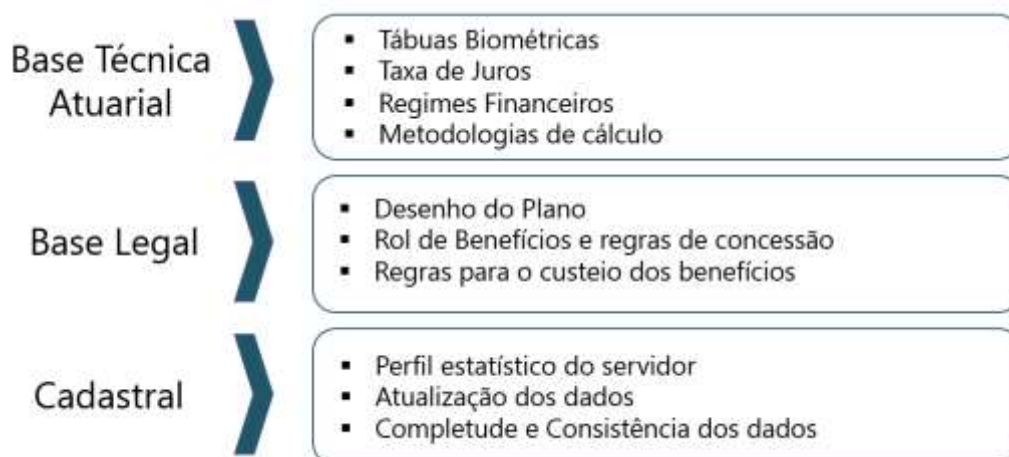 Base Técnica
Atuarial
▪ Tábuas Biométricas
▪ Taxa de Juros
▪ Regimes Financeiros
▪ Metodologias de cálculo
Base Legal
▪ Desenho do Plano
▪ Rol de Benefícios e regras de concessão
▪ Regras para o custeio dos benefícios
Cadastral
▪ Perfil estatístico do servidor
▪ Atualização dos dados
▪ Completude e Consistência dos dados